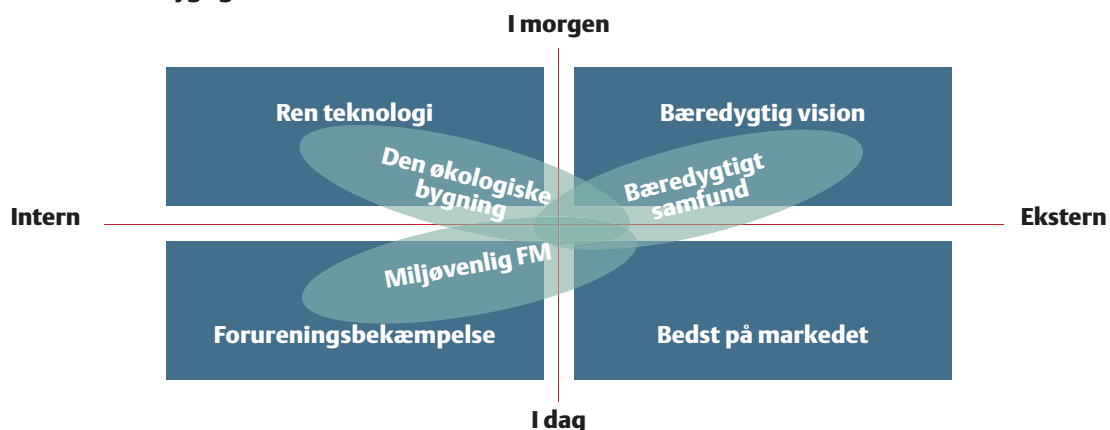 I morgen
Ren teknologi
Bæredygtig vision
Den økologiske
bygning
Bæredygtigt
samfund
Intern
Ekstern
Miljøvenlig FM
Forureningsbekæmpelse
Bedst på markedet
I dag